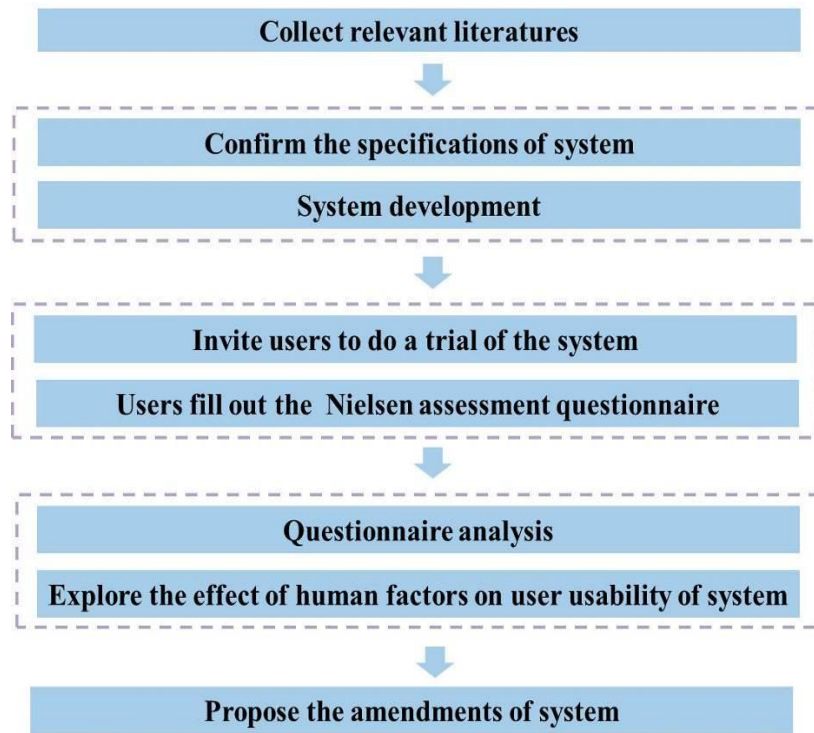 Collect relevant literatures
Confirm the specifications of system
System development
Invite users to do a trial of the system
Users fill out the Nielsen assessment questionnaire
Questionnaire analysis
Explore the effect of human factors on user usability of system
Propose the amendments of system